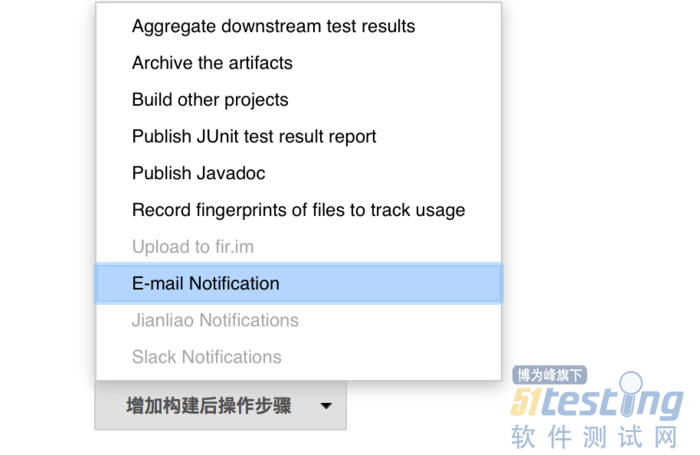 Aggregate downstream test results
Archive the artifacts
Build other projects
Publish JUnit test result report
Publish Javadoc
Record fingerprints of files to track usage
Upload to fir.im
E-mail Notification
Jianliao Notifications
Slack Notifications
增加构建后操作步骤
博为峰旗下
51testing
软件测试网